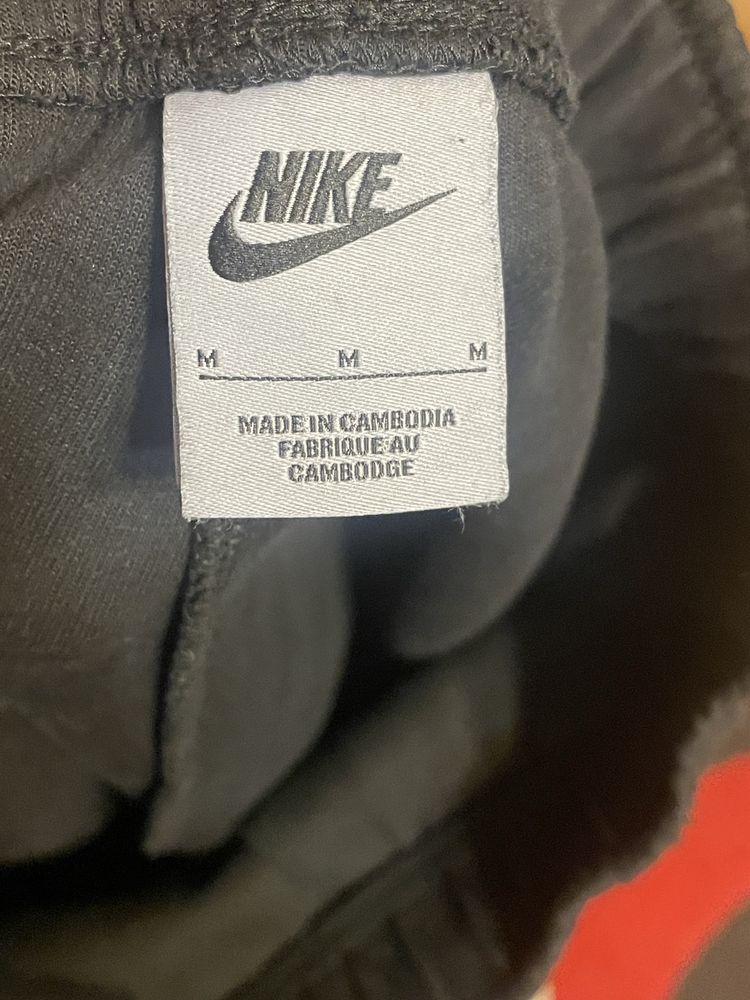 NIKE
M M M
MADE IN CAMBODIA
FABRIQUE AU
CAMBODGE